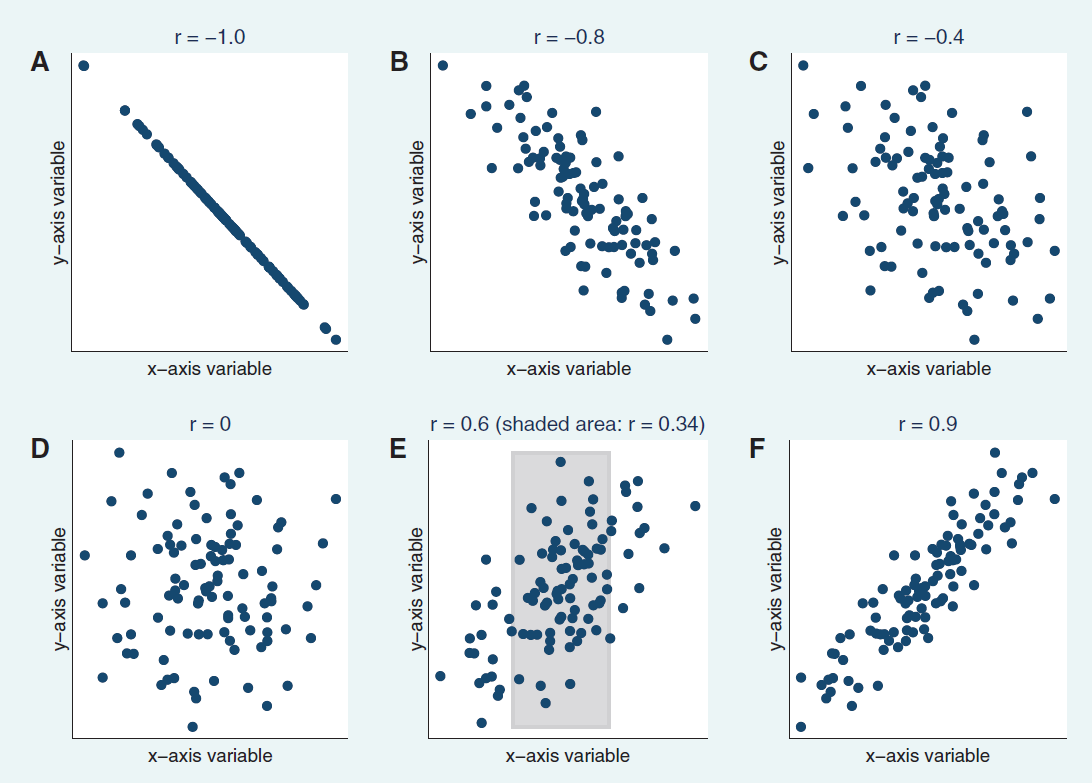 r = −1.0
r = −0.8
r = −0.4
A
B
C
y−axis variable
y−axis variable
y−axis variable
x−axis variable
x−axis variable
x−axis variable
r = 0
r = 0.6 (shaded area: r = 0.34)
r = 0.9
D
E
F
y−axis variable
y−axis variable
y−axis variable
x−axis variable
x−axis variable
x−axis variable